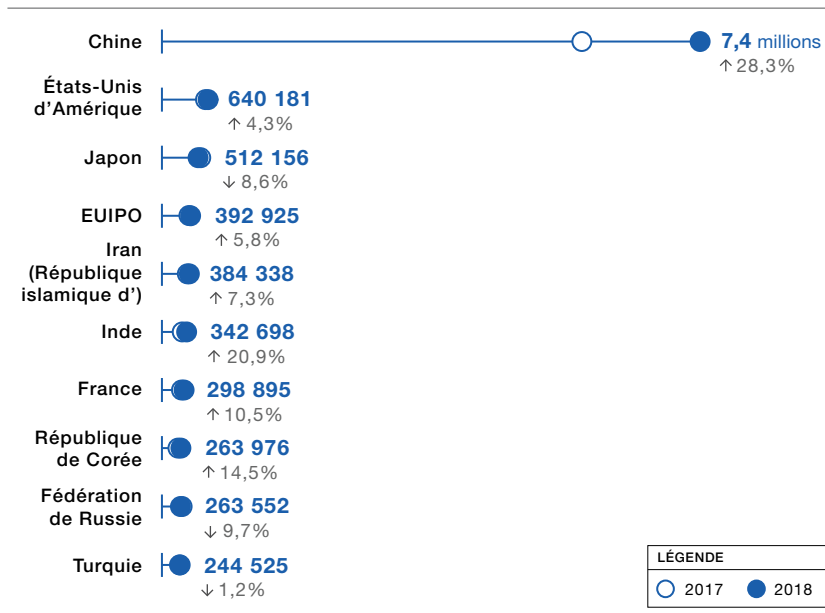 Chine
7,4 millions
↑ 28,3%
États-Unis
d’Amérique
640 181
↑ 4,3%
Japon
512 156
↓ 8,6%
EUIPO
392 925
↑ 5,8%
Iran
(République
islamique d’)
384 338
↑ 7,3%
Inde
342 698
↑ 20,9%
France
298 895
↑ 10,5%
République
de Corée
263 976
↑ 14,5%
Fédération
de Russie
263 552
↓ 9,7%
Turquie
244 525
↓ 1,2%
LÉGENDE
2017 2018